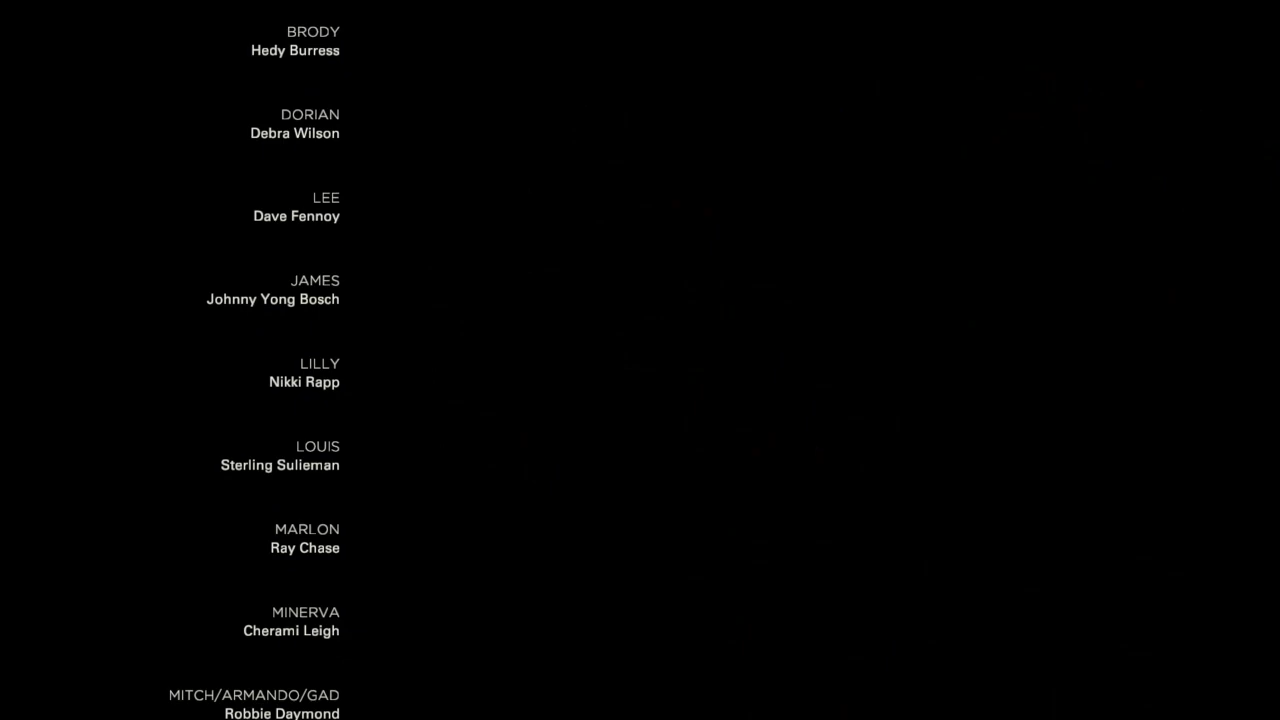 BRODY
Hedy Burress
DORIAN
Debra Wilson
LEE
Dave Fennoy
JAMES
Johnny Yong Bosch
LILLY
Nikki Rapp
LOUIS
Sterling Sulieman
MARLON
Ray Chase
MINERVA
Cherami Leigh
MITCH/ARMANDO/GAD
Robbie Daymond